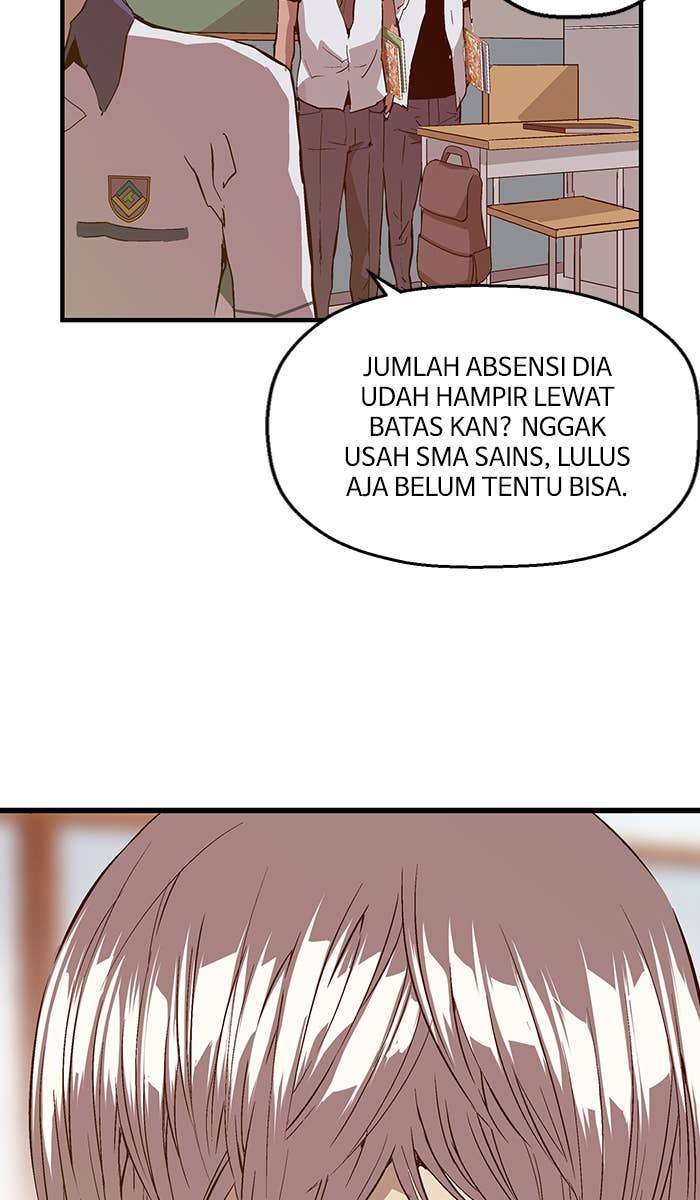 JUMLAH ABSENSI DIA
UDAH HAMPIR LEWAT
BATAS KAN? NGGAK
USAH SMA SAINS, LULUS
AJA BELUM TENTU BISA.